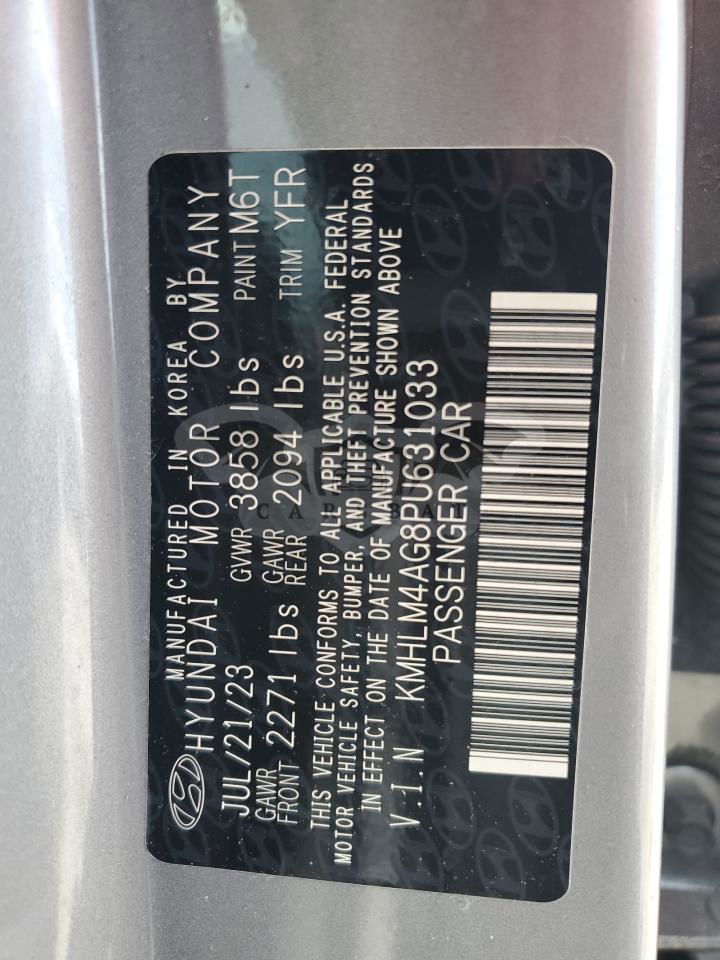 MANUFACTURED IN KOREA BY
HYUNDAI MOTOR COMPANY
JUL/21/23 GVWR 3858 lbs PAINT M6T
GAWR FRONT 2271 lbs GAWR REAR 2094 lbs TRIM YFR
THIS VEHICLE CONFORMS TO ALL APPLICABLE U.S.A. FEDERAL
MOTOR VEHICLE SAFETY, BUMPER, AND THEFT PREVENTION STANDARDS
IN EFFECT ON THE DATE OF MANUFACTURE SHOWN ABOVE
V.I.N KMHLM4AG8PU631033
PASSENGER CAR